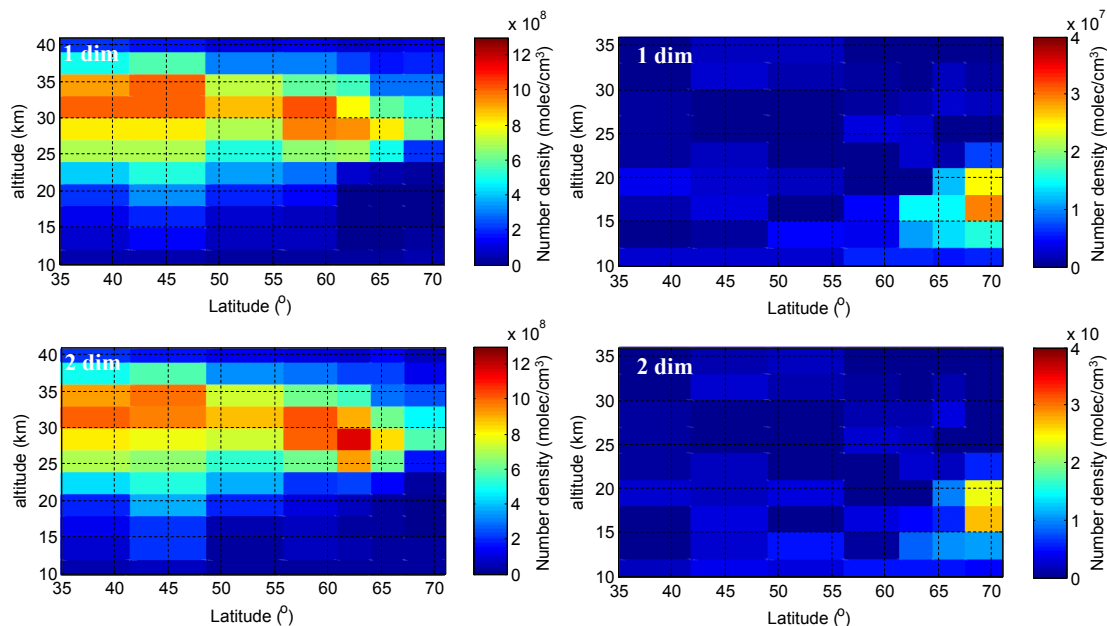 x 10⁸
1 dim
altitude (km)
40
35
30
25
20
15
10
35 40 45 50 55 60 65 70
Latitude (o)
12
10
8
6
4
2
0
Number density (molec/cm³)
x 10⁷
1 dim
altitude (km)
35
30
25
20
15
10
35 40 45 50 55 60 65 70
Latitude (o)
4
3
2
1
0
Number density (molec/cm³)
x 10⁸
2 dim
altitude (km)
40
35
30
25
20
15
10
35 40 45 50 55 60 65 70
Latitude (o)
12
10
8
6
4
2
0
Number density (molec/cm³)
x 10
2 dim
altitude (km)
35
30
25
20
15
10
35 40 45 50 55 60 65 70
Latitude (o)
4
3
2
1
0
Number density (molec/cm³)